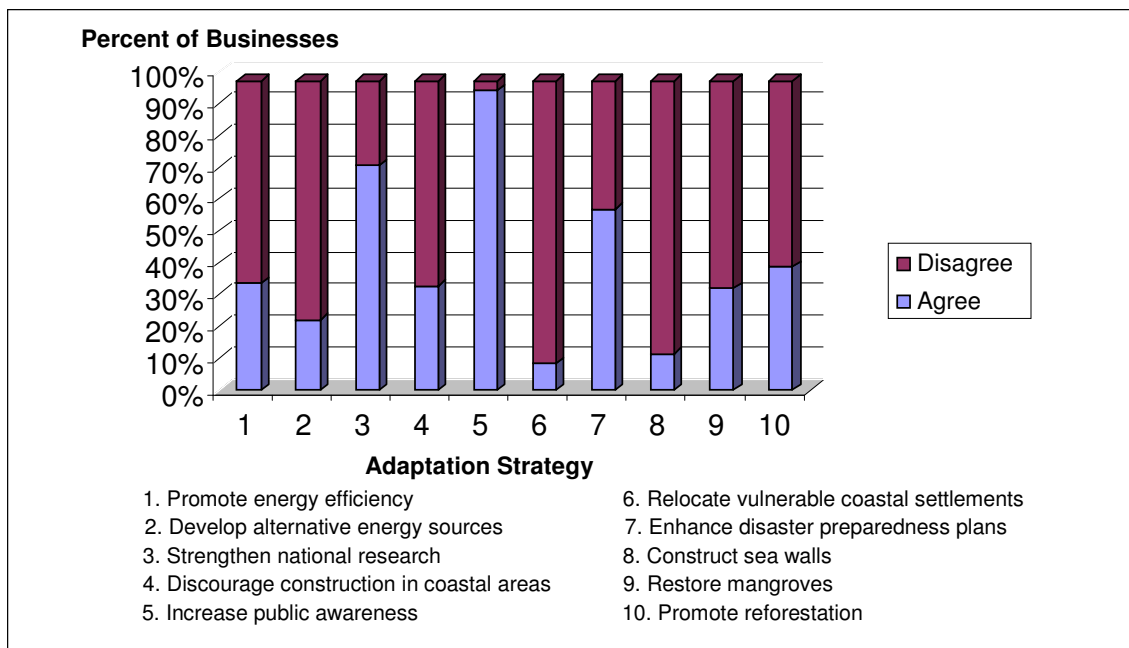 Percent of Businesses
100%
90%
80%
70%
60%
50%
40%
30%
20%
10%
0%
1 2 3 4 5 6 7 8 9 10
Disagree
Agree
Adaptation Strategy
1. Promote energy efficiency
2. Develop alternative energy sources
3. Strengthen national research
4. Discourage construction in coastal areas
5. Increase public awareness
6. Relocate vulnerable coastal settlements
7. Enhance disaster preparedness plans
8. Construct sea walls
9. Restore mangroves
10. Promote reforestation